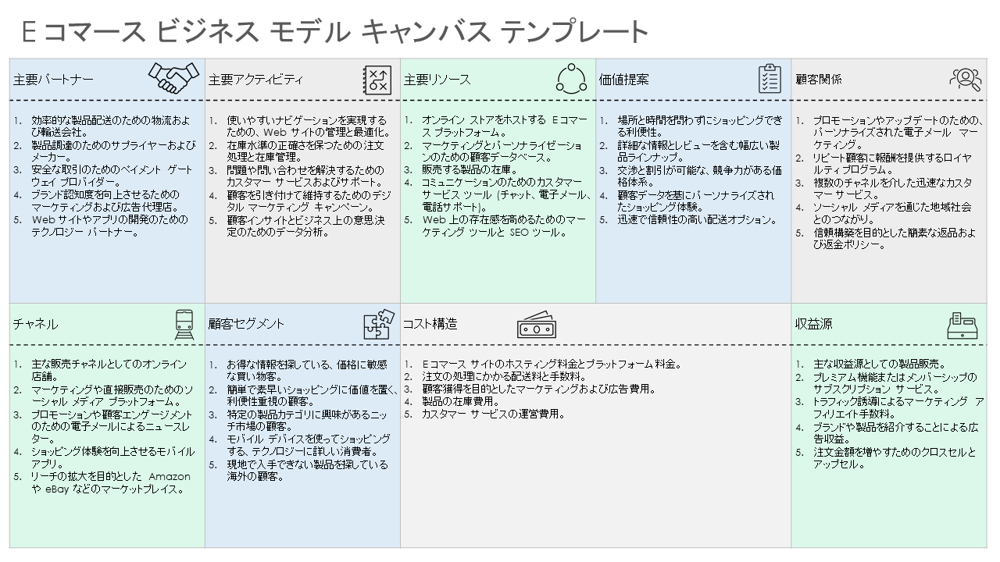 E コマース ビジネス モデル キャンバス テンプレート
主要パートナー
1. 効率的な製品配送のための物流およ
び輸送会社。
2. 製品調達のためのサプライヤーおよび
メーカー。
3. 安全な取引のためのペイメント ゲート
ウェイ プロバイダー。
4. ブランド認知度を向上させるための
マーケティングおよび広告代理店。
5. Web サイトやアプリの開発のための
テクノロジー パートナー。
主要アクティビティ
1. 使いやすいナビゲーションを実現する
ための、Web サイトの管理と最適化。
2. 在庫水準の正確さを保つための注文
処理と在庫管理。
3. 問題や問い合わせを解決するための
カスタマー サービスおよびサポート。
4. 顧客を引き付けて維持するためのデジ
タル マーケティング キャンペーン。
5. 顧客インサイトとビジネス上の意思決
定のためのデータ分析。
主要リソース
1. オンライン ストアをホストする Eコマー
ス プラットフォーム。
2. マーケティングとパーソナライゼーショ
ンのための顧客データベース。
3. 販売する製品の在庫。
4. コミュニケーションのためのカスタマー
サービス ツール (チャット、電子メール、
電話サポート)。
5. Web 上の存在感を高めるためのマー
ケティング ツールと SEO ツール。
価値提案
1. 場所と時間を問わずにショッピングでき
る利便性。
2. 詳細な情報とレビューを含む幅広い製
品ラインナップ。
3. 交渉と割引が可能な、競争力がある価
格体系。
4. 顧客データを基にパーソナライズされ
たショッピング体験。
5. 迅速で信頼性の高い配送オプション。
顧客関係
1. プロモーションやアップデートのための、
パーソナライズされた電子メール マー
ケティング。
2. リピート顧客に報酬を提供するロイヤ
ルティ プログラム。
3. 複数のチャネルを介した迅速なカスタ
マー サービス。
4. ソーシャル メディアを通じた地域社会
とのつながり。
5. 信頼構築を目的とした簡素な返品およ
び返金ポリシー。
チャネル
1. 主な販売チャネルとしてのオンライン
店舗。
2. マーケティングや直接販売のためのソ
ーシャル メディア プラットフォーム。
3. プロモーションや顧客エンゲージメント
のための電子メールによるニュースレ
ター。
4. ショッピング体験を向上させるモバイル
アプリ。
5. リーチの拡大を目的とした Amazon
や eBay などのマーケットプレイス。
顧客セグメント
1. お得な情報を探している、価格に敏感
な買い物客。
2. 簡単で素早いショッピングに価値を置く、
利便性重視の顧客。
3. 特定の製品カテゴリに興味があるニッ
チ市場の顧客。
4. モバイル デバイスを使ってショッピング
する、テクノロジーに詳しい消費者。
5. 現地で入手できない製品を探している
海外の顧客。
コスト構造
1. Eコマース サイトのホスティング料金とプラットフォーム料金。
2. 注文の処理にかかる配送料と手数料。
3. 顧客獲得を目的としたマーケティングおよび広告費用。
4. 製品の在庫費用。
5. カスタマー サービスの運営費用。
収益源
1. 主な収益源としての製品販売。
2. プレミアム機能またはメンバーシップの
サブスクリプション サービス。
3. トラフィック誘導によるマーケティング ア
フィリエイト手数料。
4. ブランドや製品を紹介することによる広
告収益。
5. 注文金額を増やすためのクロスセルと
アップセル。